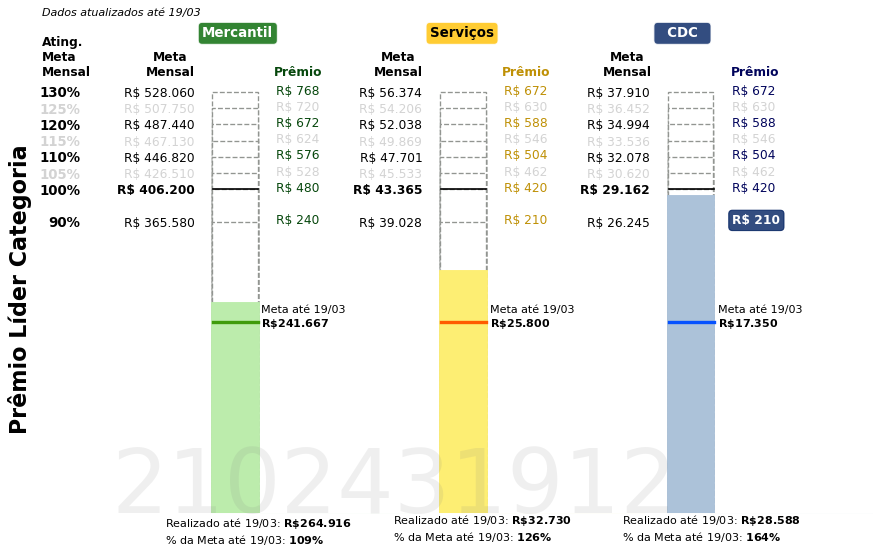 Dados atualizados até 19/03
Mercantil Serviços CDC
Ating.
Meta
Mensal
Meta
Mensal Prêmio Meta
Mensal Prêmio Meta
Mensal Prêmio
130% R$ 528.060 R$ 768 R$ 56.374 R$ 672 R$ 37.910 R$ 672
125% R$ 507.750 R$ 720 R$ 54.206 R$ 630 R$ 36.452 R$ 630
120% R$ 487.440 R$ 672 R$ 52.038 R$ 588 R$ 34.994 R$ 588
115% R$ 467.130 R$ 624 R$ 49.869 R$ 546 R$ 33.536 R$ 546
110% R$ 446.820 R$ 576 R$ 47.701 R$ 504 R$ 32.078 R$ 504
105% R$ 426.510 R$ 528 R$ 45.533 R$ 462 R$ 30.620 R$ 462
100% R$ 406.200 R$ 480 R$ 43.365 R$ 420 R$ 29.162 R$ 420
90% R$ 365.580 R$ 240 R$ 39.028 R$ 210 R$ 26.245 R$ 210
Prêmio Líder Categoria
Meta até 19/03
R$241.667
Meta até 19/03
R$25.800
Meta até 19/03
R$17.350
2102431912
Realizado até 19/03: R$264.916
% da Meta até 19/03: 109%
Realizado até 19/03: R$32.730
% da Meta até 19/03: 126%
Realizado até 19/03: R$28.588
% da Meta até 19/03: 164%